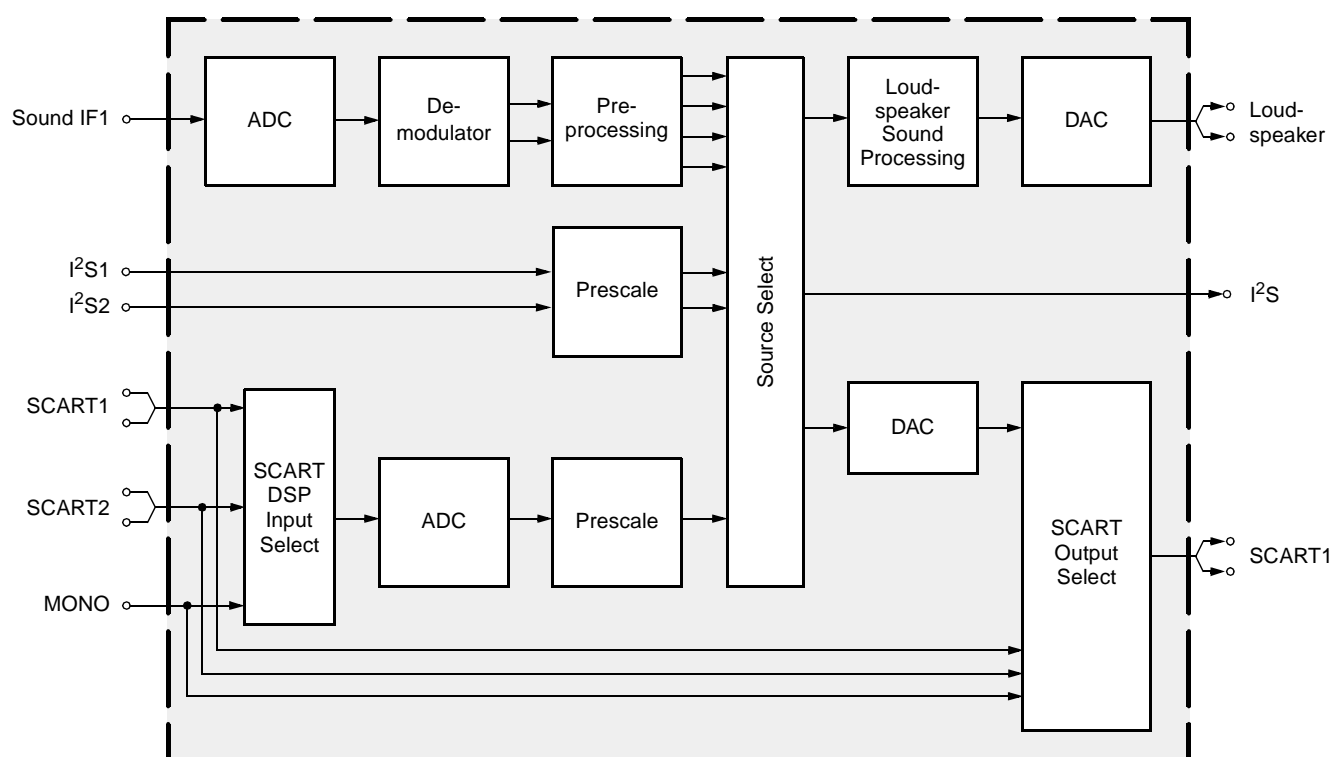 Sound IF1
ADC
De-
modulator
Pre-
processing
Loud-
speaker
Sound
Processing
DAC
Loud-
speaker
I²S1
I²S2
Prescale
Source Select
I²S
SCART1
SCART2
MONO
SCART
DSP
Input
Select
ADC
Prescale
DAC
SCART
Output
Select
SCART1